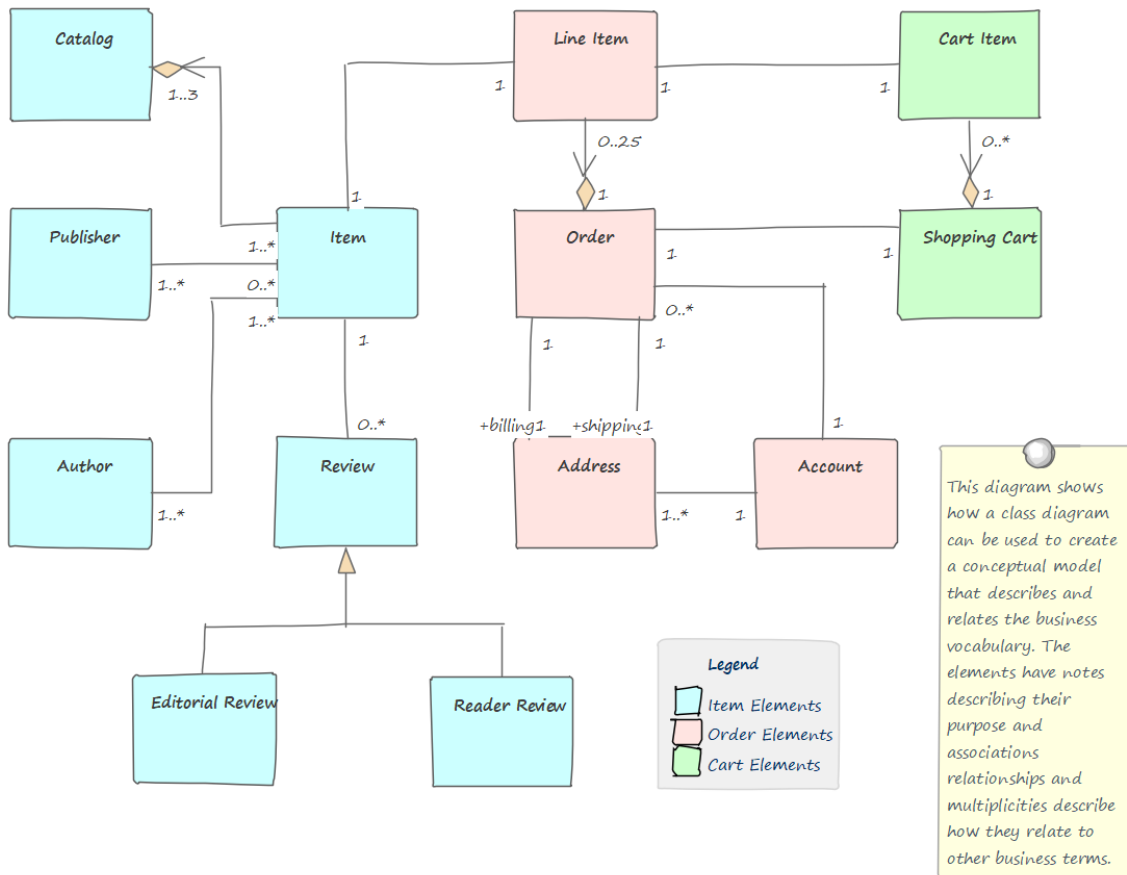 Catalog
Line Item
Cart Item
1..3
1
1
1
0..25
0..*
1
1
1
Publisher
Item
Order
Shopping Cart
1..*
1
1
1..*
0..*
0..*
1..*
1
1
1
0..*
+billing1
+shipping1
1
Author
Review
Address
Account
1..*
1..*
1
Editorial Review
Reader Review
Legend
Item Elements
Order Elements
Cart Elements
This diagram shows
how a class diagram
can be used to create
a conceptual model
that describes and
relates the business
vocabulary. The
elements have notes
describing their
purpose and
associations
relationships and
multiplicities describe
how they relate to
other business terms.